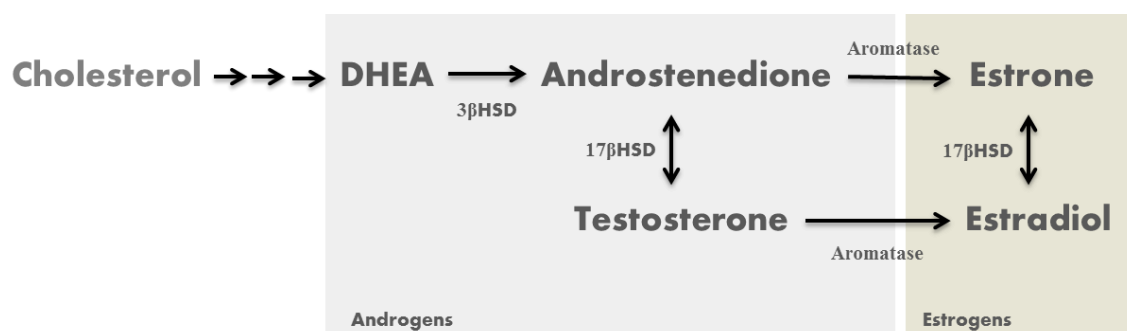 Aromatase
Cholesterol DHEA Androstenedione Estrone
3βHSD
17βHSD 17βHSD
Testosterone Estradiol
Aromatase
Androgens Estrogens